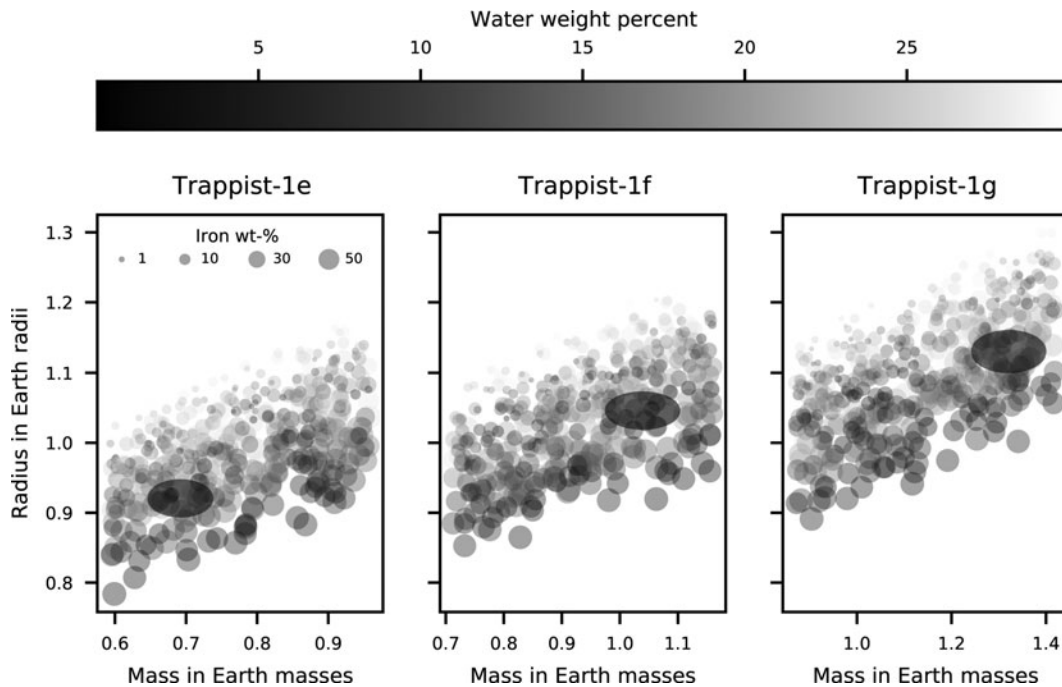 Water weight percent
5 10 15 20 25
Trappist-1e Trappist-1f Trappist-1g
Radius in Earth radii
1.3
1.2
1.1
1.0
0.9
0.8
Iron wt-%
1 10 30 50
0.6 0.7 0.8 0.9 0.7 0.8 0.9 1.0 1.1 1.0 1.2 1.4
Mass in Earth masses Mass in Earth masses Mass in Earth masses